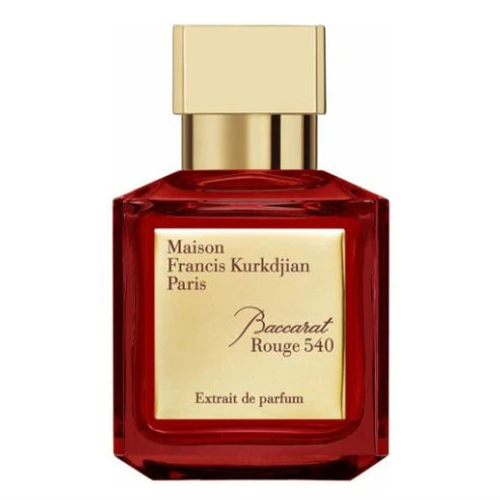 Maison
Francis Kurkdjian
Paris
Baccarat
Rouge 540
Extrait de parfum